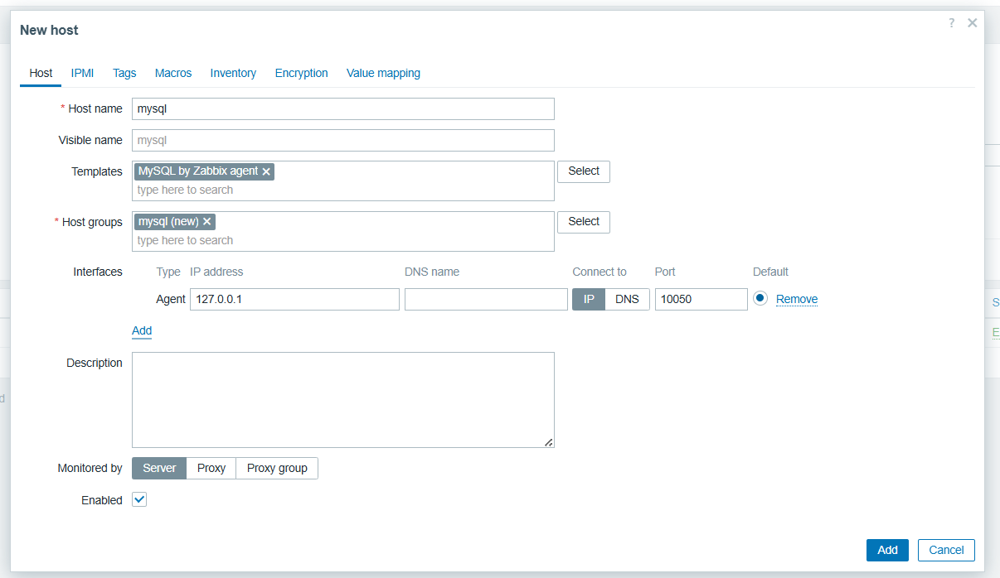 New host
?
Host IPMI Tags Macros Inventory Encryption Value mapping
* Host name mysql
Visible name mysql
Templates MySQL by Zabbix agent Select
type here to search
* Host groups mysql (new) Select
type here to search
Interfaces Type IP address DNS name Connect to Port Default
Agent 127.0.0.1 IP DNS 10050 Remove
S
Add
E
Description
d
Monitored by Server Proxy Proxy group
Enabled
Add Cancel